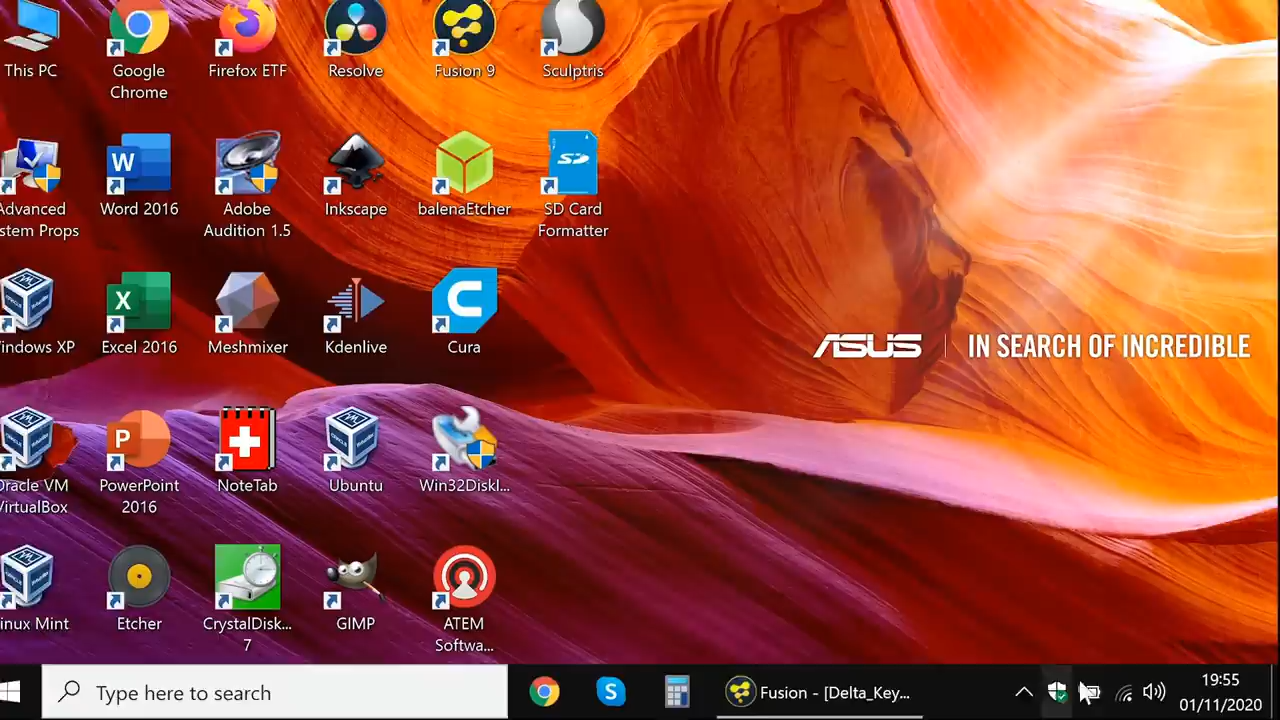 This PC
Google
Chrome
Firefox ETF
Resolve
Fusion 9
Sculptris
Advanced
stem Props
W
Word 2016
Adobe
Audition 1.5
Inkscape
balenaEtcher
SD
SD Card
Formatter
indows XP
X
Excel 2016
Meshmixer
Kdenlive
C
Cura
ASUS IN SEARCH OF INCREDIBLE
Oracle VM
VirtualBox
P
PowerPoint
2016
NoteTab
Ubuntu
Win32DiskI...
inux Mint
Etcher
CrystalDisk...
7
GIMP
ATEM
Softwa...
Type here to search
Fusion - [Delta_Key...
19:55
01/11/2020